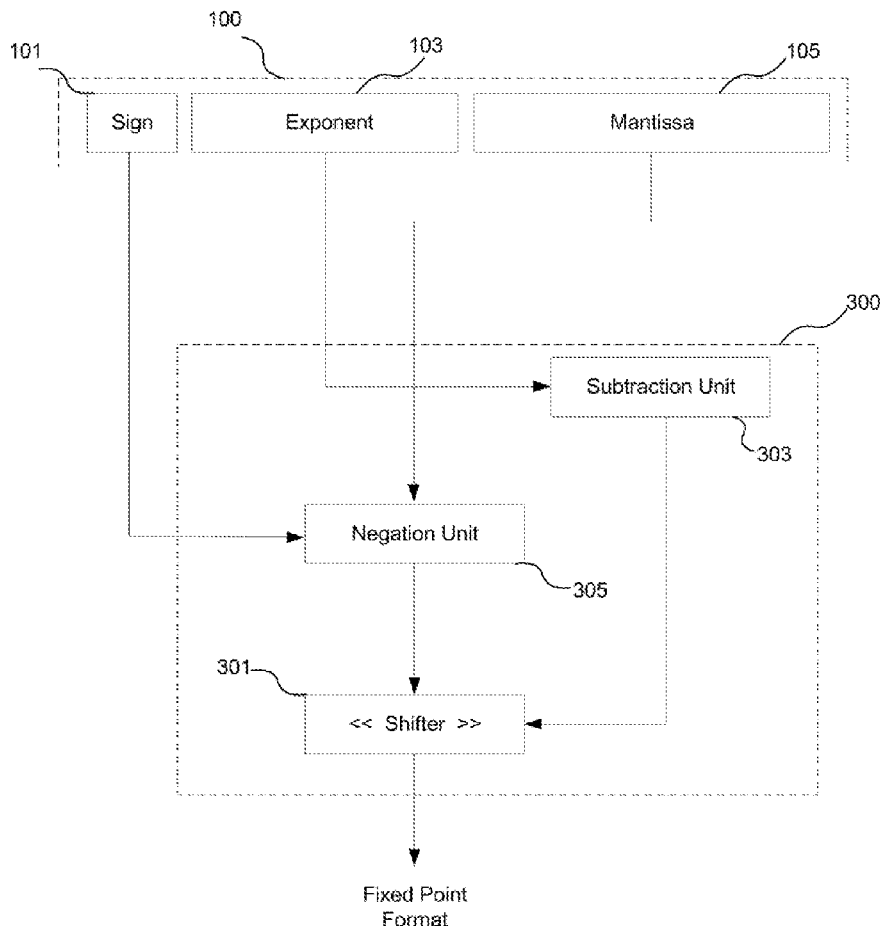 100
101
103
105
Sign
Exponent
Mantissa
300
Subtraction Unit
303
Negation Unit
305
301
<< Shifter >>
Fixed Point
Format